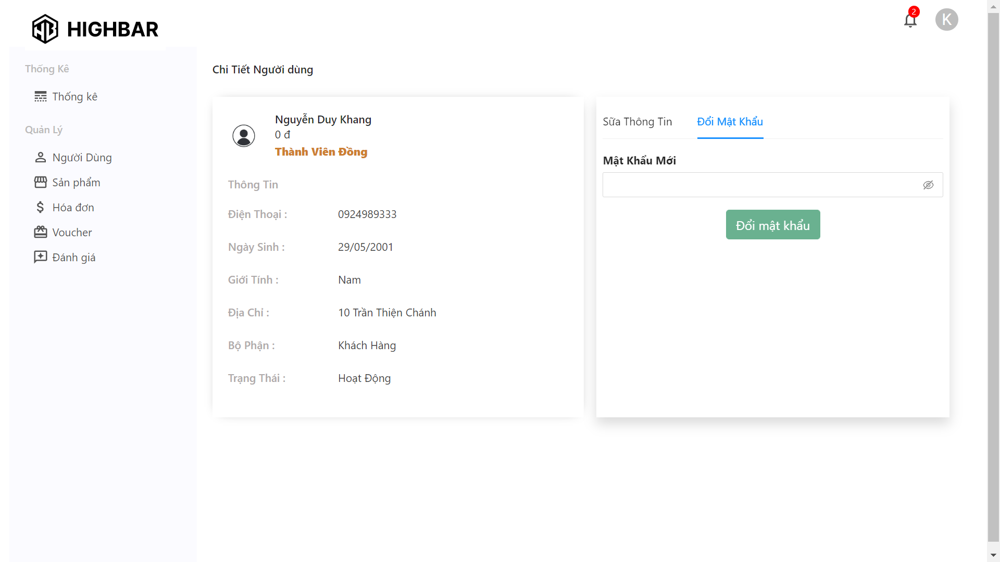 HIGHBAR
2
K
Thống Kê
Thống kê
Quản Lý
Người Dùng
Sản phẩm
Hóa đơn
Voucher
Đánh giá
Chi Tiết Người dùng
Nguyễn Duy Khang
0 đ
Thành Viên Đồng
Thông Tin
Điện Thoại : 0924989333
Ngày Sinh : 29/05/2001
Giới Tính : Nam
Địa Chỉ : 10 Trần Thiện Chánh
Bộ Phận : Khách Hàng
Trạng Thái : Hoạt Động
Sữa Thông Tin Đổi Mật Khẩu
Mật Khẩu Mới
Đổi mật khẩu